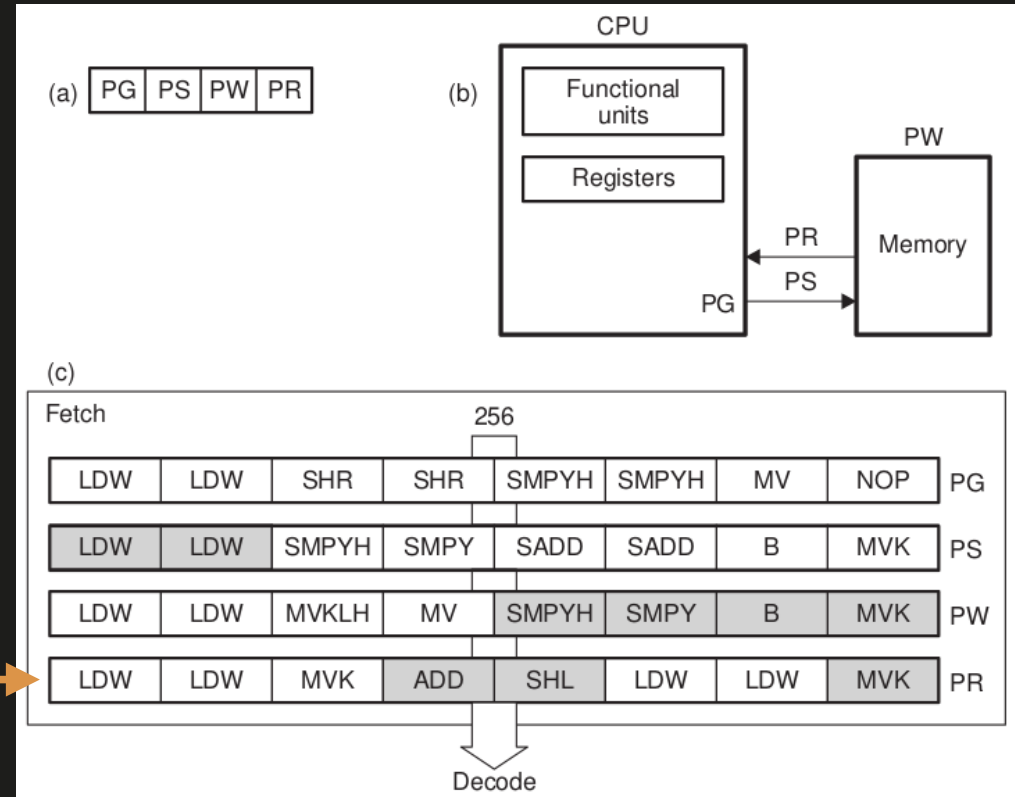 CPU
(a) PG PS PW PR
(b) Functional units
Registers
PW
Memory
PR
PS
PG
(c)
Fetch
256
LDW LDW SHR SHR SMPYH SMPYH MV NOP PG
LDW LDW SMPYH SMPY SADD SADD B MVK PS
LDW LDW MVKLH MV SMPYH SMPY B MVK PW
LDW LDW MVK ADD SHL LDW LDW MVK PR
Decode